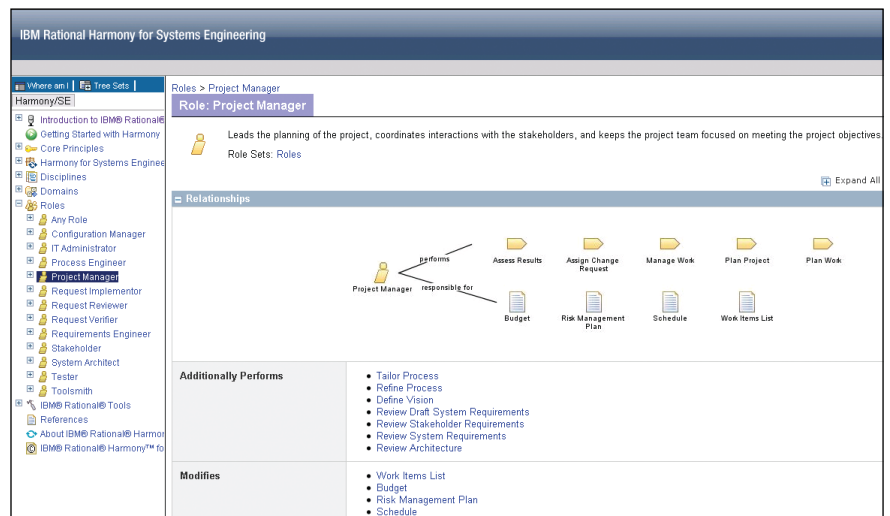 IBM Rational Harmony for Systems Engineering
Where am I
Tree Sets
Harmony/SE
Introduction to IBM® Rational®
Getting Started with Harmony
Core Principles
Harmony for Systems Enginee
Disciplines
Domains
Roles
Any Role
Configuration Manager
IT Administrator
Process Engineer
Project Manager
Request Implementor
Request Reviewer
Request Verifier
Requirements Engineer
Stakeholder
System Architect
Tester
Toolsmith
IBM® Rational® Tools
References
About IBM® Rational® Harmor
IBM® Rational® Harmony™ fo
Roles > Project Manager
Role: Project Manager
Leads the planning of the project, coordinates interactions with the stakeholders, and keeps the project team focused on meeting the project objectives
Role Sets: Roles
Expand All
Relationships
Project Manager
performs
responsible for
Assess Results
Assign Change
Request
Manage Work
Plan Project
Plan Work
Budget
Risk Management
Plan
Schedule
Work Items List
Additionally Performs
• Tailor Process
• Refine Process
• Define Vision
• Review Draft System Requirements
• Review Stakeholder Requirements
• Review System Requirements
• Review Architecture
Modifies
• Work Items List
• Budget
• Risk Management Plan
• Schedule